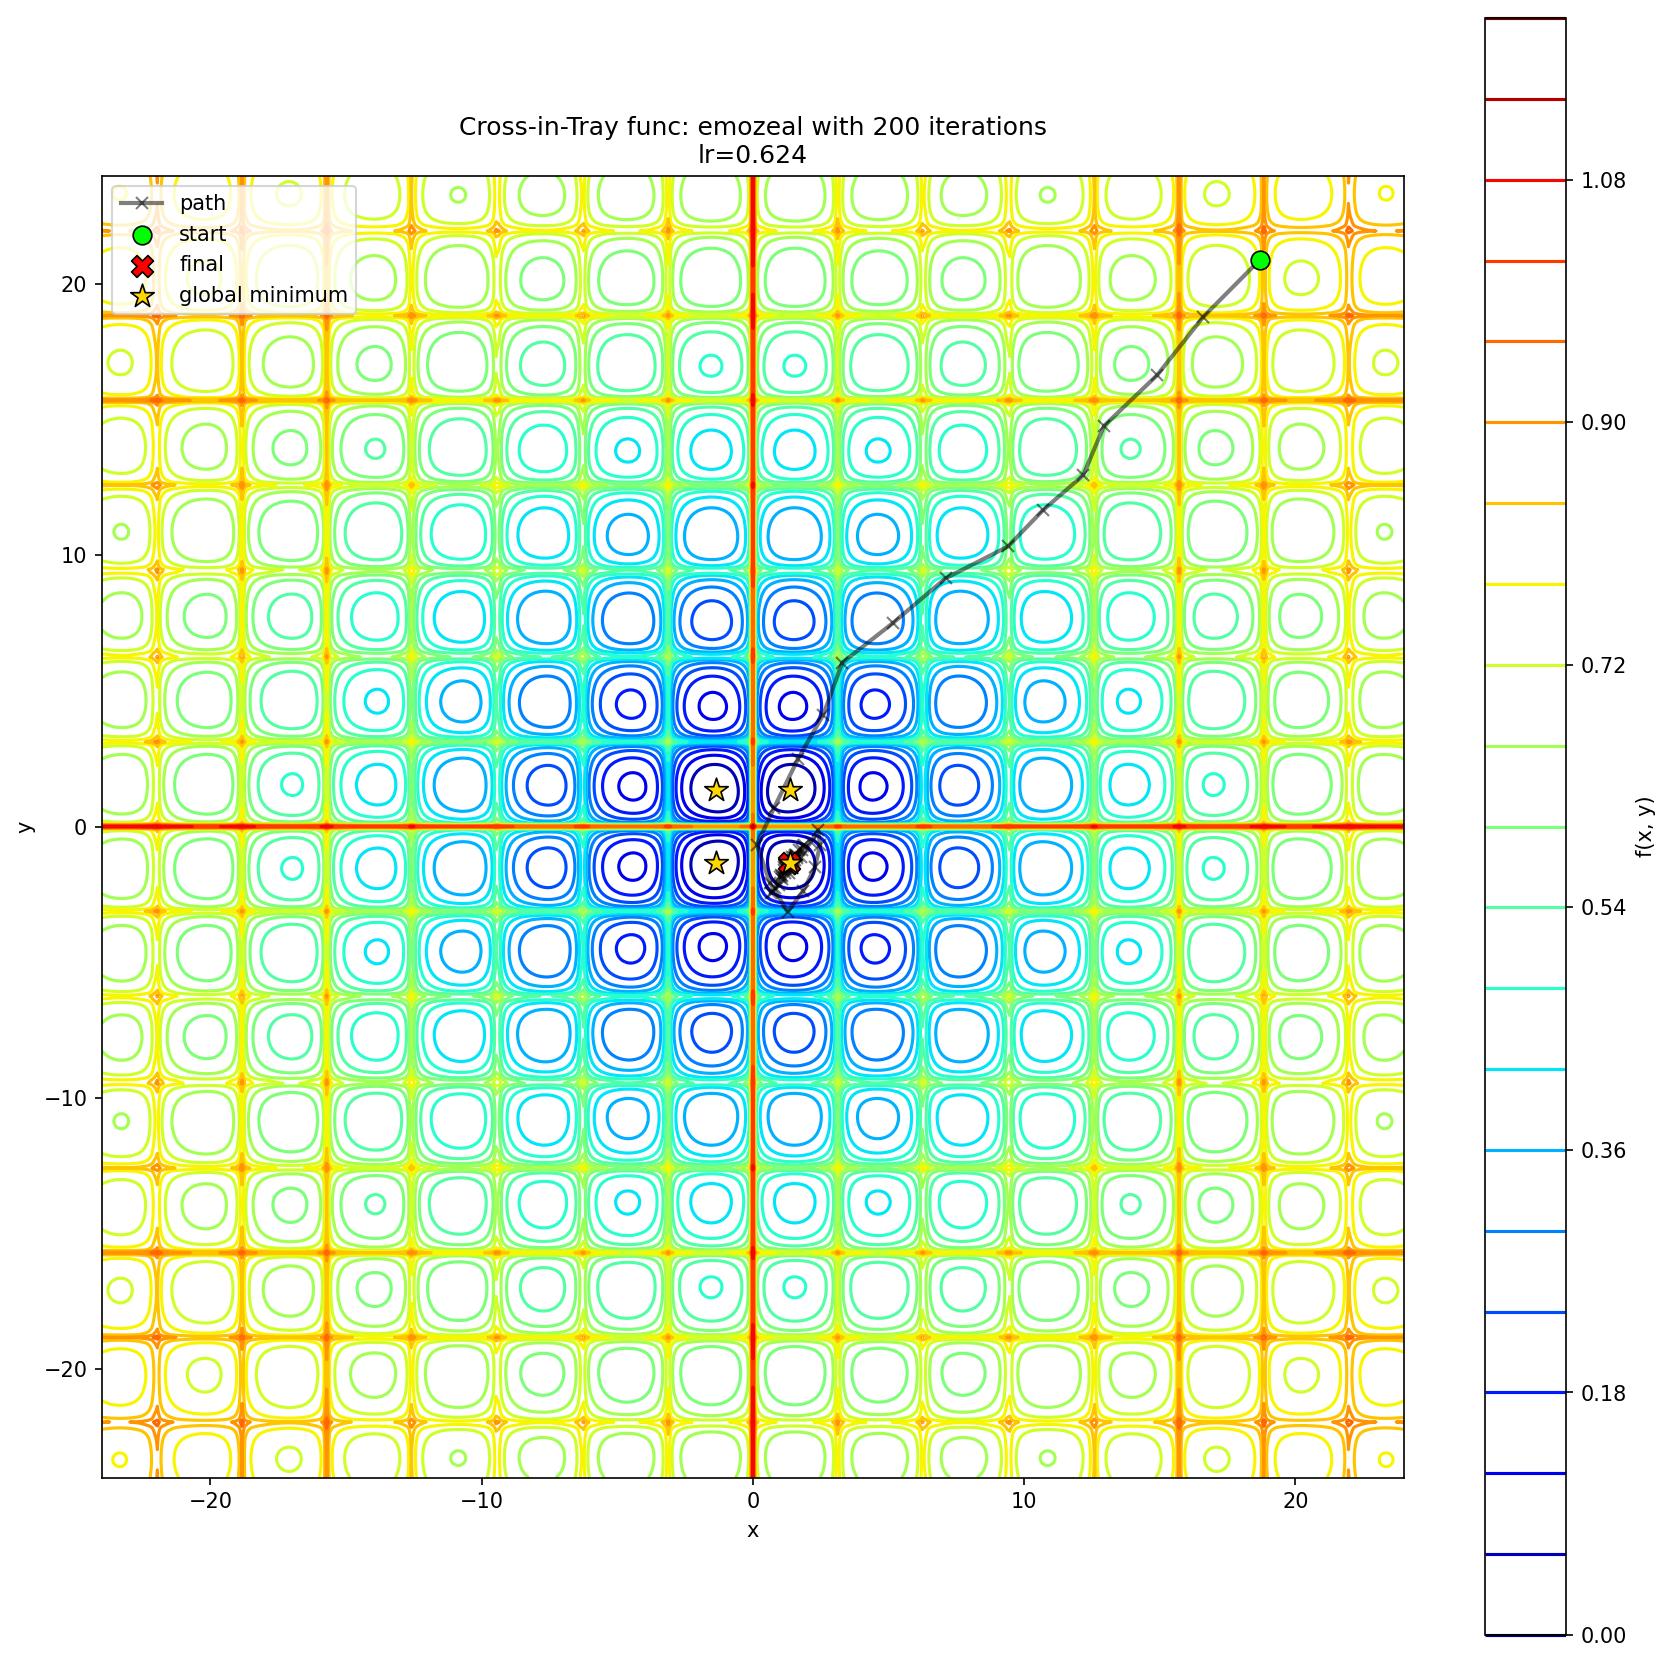 Cross-in-Tray func: emozeal with 200 iterations
lr=0.624
path
start
final
global minimum
20
10
0
−10
−20
y
−20
−10
0
10
20
x
1.08
0.90
0.72
0.54
0.36
0.18
0.00
f(x, y)